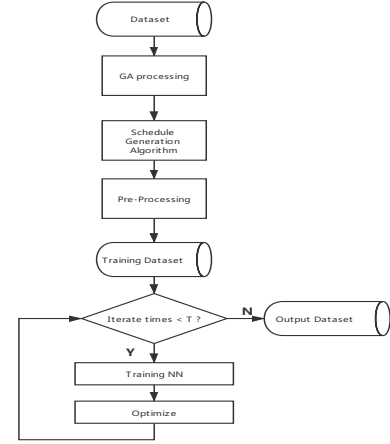 Dataset
GA processing
Schedule
Generation
Algorithm
Pre-Processing
Training Dataset
Iterate times < T ?
N
Output Dataset
Y
Training NN
Optimize